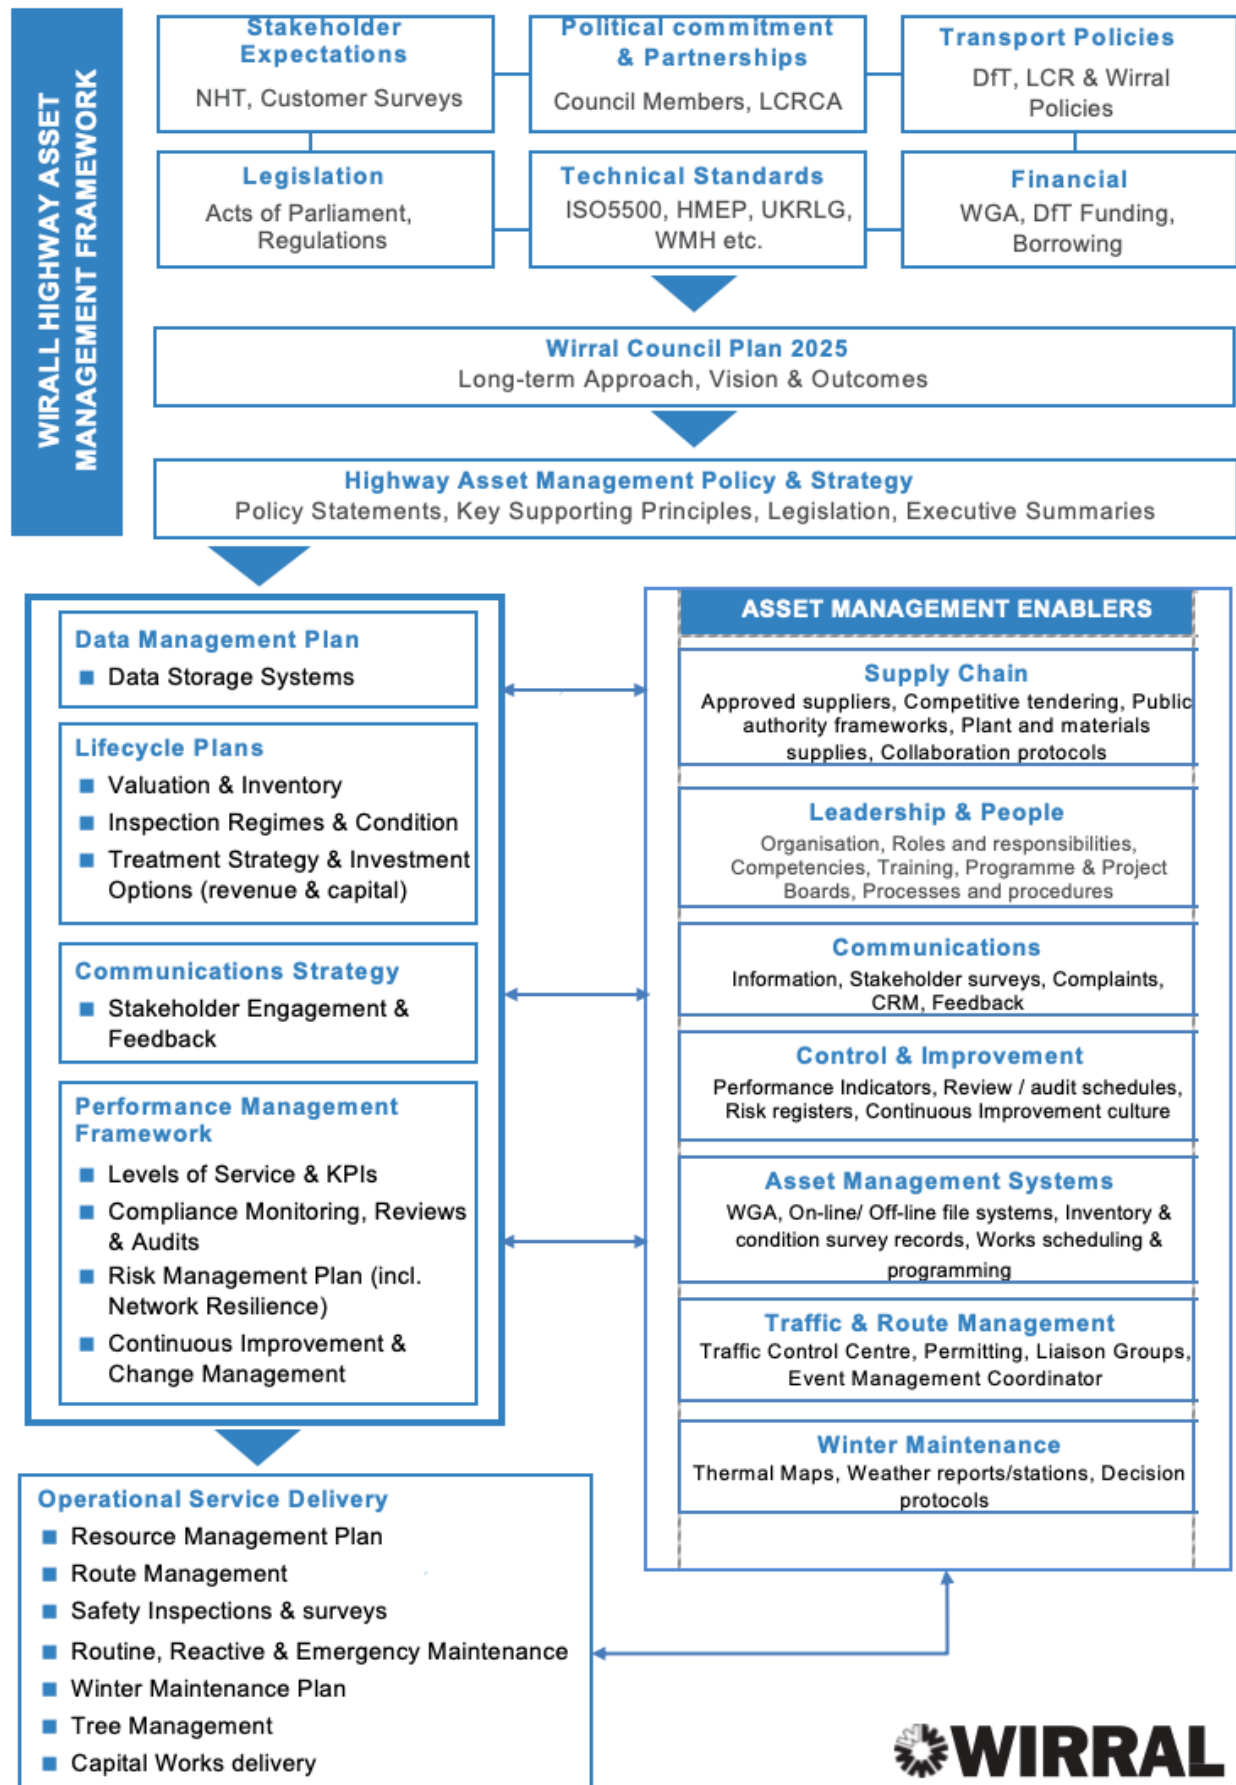 WIRALL HIGHWAY ASSET
MANAGEMENT FRAMEWORK
Stakeholder
Expectations
NHT, Customer Surveys
Political commitment
& Partnerships
Council Members, LCRCA
Transport Policies
DfT, LCR & Wirral
Policies
Legislation
Acts of Parliament,
Regulations
Technical Standards
ISO5500, HMEP, UKRLG,
WMH etc.
Financial
WGA, DfT Funding,
Borrowing
Wirral Council Plan 2025
Long-term Approach, Vision & Outcomes
Highway Asset Management Policy & Strategy
Policy Statements, Key Supporting Principles, Legislation, Executive Summaries
Data Management Plan
Data Storage Systems
Lifecycle Plans
Valuation & Inventory
Inspection Regimes & Condition
Treatment Strategy & Investment
Options (revenue & capital)
Communications Strategy
Stakeholder Engagement &
Feedback
Performance Management
Framework
Levels of Service & KPIs
Compliance Monitoring, Reviews
& Audits
Risk Management Plan (incl.
Network Resilience)
Continuous Improvement &
Change Management
ASSET MANAGEMENT ENABLERS
Supply Chain
Approved suppliers, Competitive tendering, Public
authority frameworks, Plant and materials
supplies, Collaboration protocols
Leadership & People
Organisation, Roles and responsibilities,
Competencies, Training, Programme & Project
Boards, Processes and procedures
Communications
Information, Stakeholder surveys, Complaints,
CRM, Feedback
Control & Improvement
Performance Indicators, Review / audit schedules,
Risk registers, Continuous Improvement culture
Asset Management Systems
WGA, On-line/ Off-line file systems, Inventory &
condition survey records, Works scheduling &
programming
Traffic & Route Management
Traffic Control Centre, Permitting, Liaison Groups,
Event Management Coordinator
Winter Maintenance
Thermal Maps, Weather reports/stations, Decision
protocols
Operational Service Delivery
Resource Management Plan
Route Management
Safety Inspections & surveys
Routine, Reactive & Emergency Maintenance
Winter Maintenance Plan
Tree Management
Capital Works delivery
WIRRAL